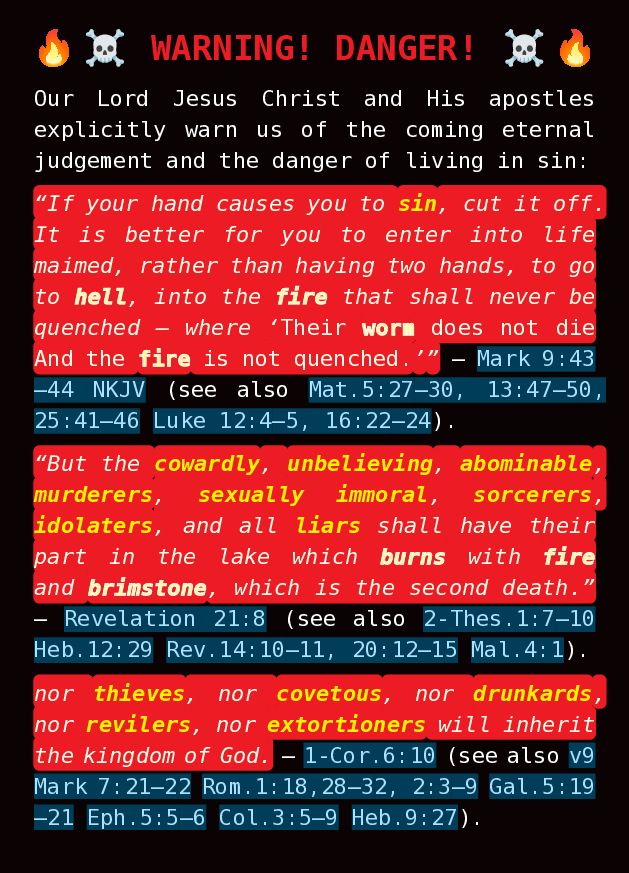 🔥☠️ WARNING! DANGER! ☠️🔥
Our Lord Jesus Christ and His apostles
explicitly warn us of the coming eternal
judgement and the danger of living in sin:
“If your hand causes you to sin, cut it off.
It is better for you to enter into life
maimed, rather than having two hands, to go
to hell, into the fire that shall never be
quenched — where ‘Their worm does not die
And the fire is not quenched.’” — Mark 9:43
–44 NKJV (see also Mat.5:27–30, 13:47–50,
25:41–46 Luke 12:4–5, 16:22–24).
“But the cowardly, unbelieving, abominable,
murderers, sexually immoral, sorcerers,
idolaters, and all liars shall have their
part in the lake which burns with fire
and brimstone, which is the second death.”
— Revelation 21:8 (see also 2-Thes.1:7–10
Heb.12:29 Rev.14:10–11, 20:12–15 Mal.4:1).
nor thieves, nor covetous, nor drunkards,
nor revilers, nor extortioners will inherit
the kingdom of God. — 1-Cor.6:10 (see also v9
Mark 7:21–22 Rom.1:18,28–32, 2:3–9 Gal.5:19
–21 Eph.5:5–6 Col.3:5–9 Heb.9:27).